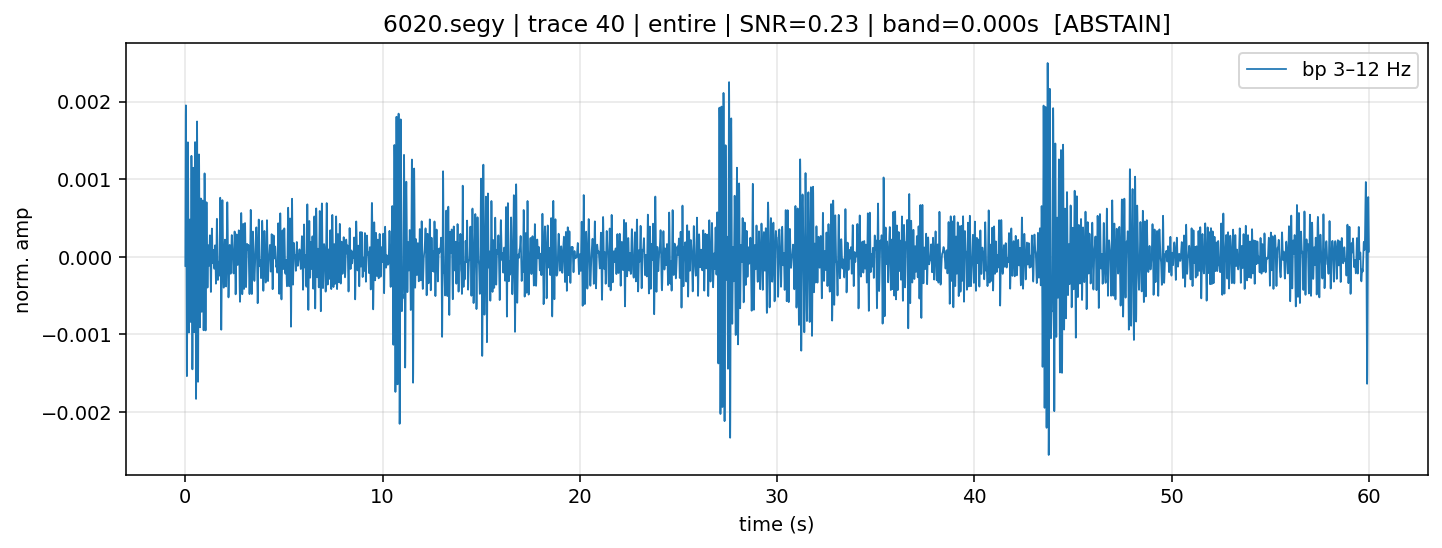 6020.segy | trace 40 | entire | SNR=0.23 | band=0.000s  [ABSTAIN]
bp 3–12 Hz
norm. amp
0.002
0.001
0.000
−0.001
−0.002
0 10 20 30 40 50 60
time (s)